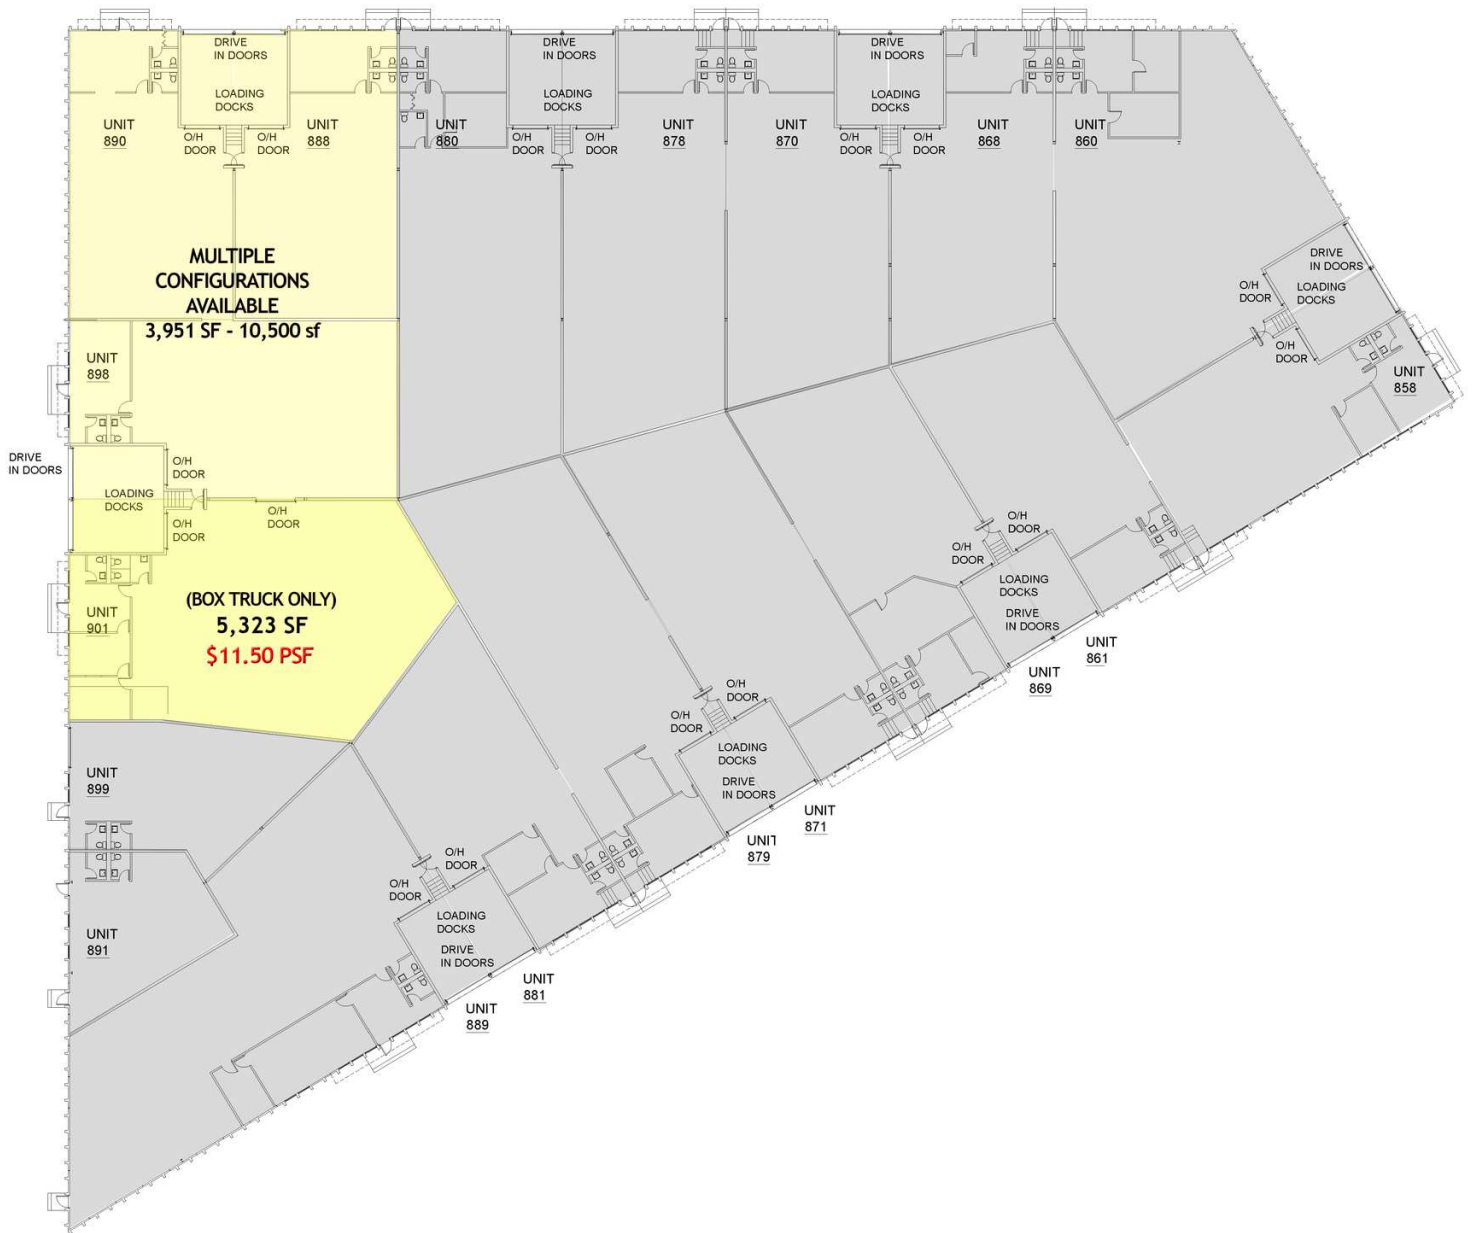 DRIVE
IN DOORS
LOADING
DOCKS
UNIT
890
O/H
DOOR
O/H
DOOR
UNIT
888
UNIT
880
DRIVE
IN DOORS
LOADING
DOCKS
O/H
DOOR
O/H
DOOR
UNIT
878
UNIT
870
DRIVE
IN DOORS
LOADING
DOCKS
O/H
DOOR
O/H
DOOR
UNIT
868
UNIT
860
MULTIPLE
CONFIGURATIONS
AVAILABLE
3,951 SF - 10,500 sf
DRIVE
IN DOORS
LOADING
DOCKS
O/H
DOOR
O/H
DOOR
UNIT
858
UNIT
898
DRIVE
IN DOORS
LOADING
DOCKS
O/H
DOOR
O/H
DOOR
O/H
DOOR
(BOX TRUCK ONLY)
5,323 SF
$11.50 PSF
UNIT
901
O/H
DOOR
O/H
DOOR
LOADING
DOCKS
DRIVE
IN DOORS
UNIT
861
UNIT
869
O/H
DOOR
O/H
DOOR
LOADING
DOCKS
DRIVE
IN DOORS
UNIT
871
UNIT
879
UNIT
899
O/H
DOOR
O/H
DOOR
LOADING
DOCKS
DRIVE
IN DOORS
UNIT
891
UNIT
881
UNIT
889